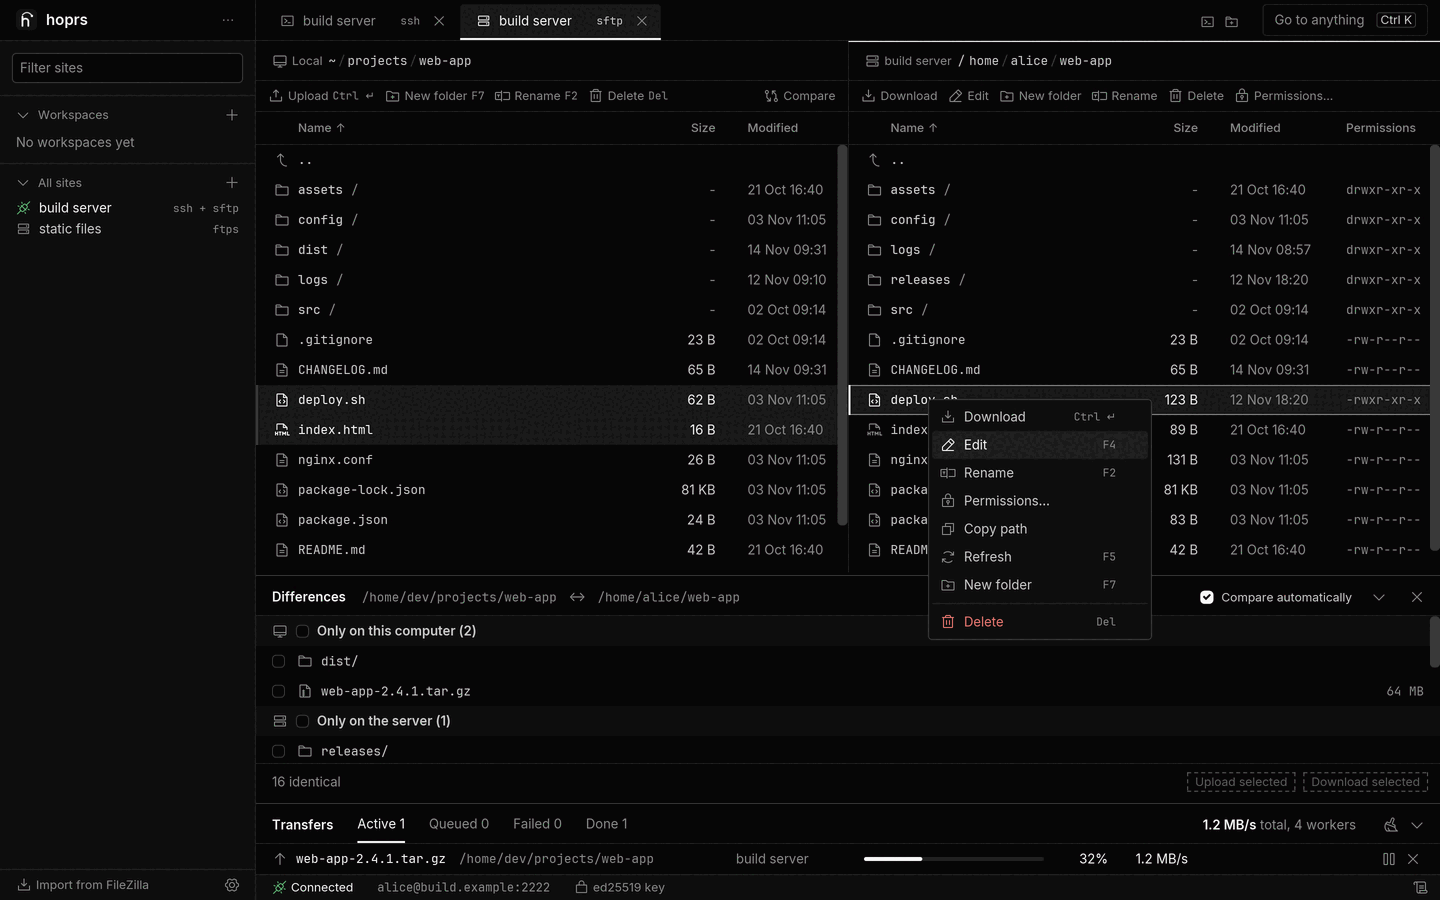 hoprs
...
build server ssh
build server sftp
Go to anything Ctrl K
Filter sites
Workspaces
No workspaces yet
All sites
build server ssh + sftp
static files ftps
Import from FileZilla
Local ~ / projects / web-app
Upload Ctrl ↵ New folder F7 Rename F2 Delete Del Compare
Name ↑ Size Modified
..
assets / - 21 Oct 16:40
config / - 03 Nov 11:05
dist / - 14 Nov 09:31
logs / - 12 Nov 09:10
src / - 02 Oct 09:14
.gitignore 23 B 02 Oct 09:14
CHANGELOG.md 65 B 14 Nov 09:31
deploy.sh 62 B 03 Nov 11:05
index.html 16 B 21 Oct 16:40
nginx.conf 26 B 03 Nov 11:05
package-lock.json 81 KB 03 Nov 11:05
package.json 24 B 03 Nov 11:05
README.md 42 B 21 Oct 16:40
build server / home / alice / web-app
Download Edit New folder Rename Delete Permissions...
Name ↑ Size Modified Permissions
..
assets / - 21 Oct 16:40 drwxr-xr-x
config / - 03 Nov 11:05 drwxr-xr-x
logs / - 14 Nov 08:57 drwxr-xr-x
releases / - 12 Nov 18:20 drwxr-xr-x
src / - 02 Oct 09:14 drwxr-xr-x
.gitignore 23 B 02 Oct 09:14 -rw-r--r--
CHANGELOG.md 65 B 14 Nov 09:31 -rw-r--r--
deploy.sh 123 B 12 Nov 18:20 -rwxr-xr-x
index 89 B 21 Oct 16:40 -rw-r--r--
nginx 131 B 03 Nov 11:05 -rw-r--r--
packa 81 KB 03 Nov 11:05 -rw-r--r--
packa 83 B 03 Nov 11:05 -rw-r--r--
READM 42 B 21 Oct 16:40 -rw-r--r--
Download Ctrl ↵
Edit F4
Rename F2
Permissions...
Copy path
Refresh F5
New folder F7
Delete Del
Differences /home/dev/projects/web-app ↔ /home/alice/web-app Compare automatically
Only on this computer (2)
dist/
web-app-2.4.1.tar.gz 64 MB
Only on the server (1)
releases/
16 identical Upload selected Download selected
Transfers Active 1 Queued 0 Failed 0 Done 1 1.2 MB/s total, 4 workers
web-app-2.4.1.tar.gz /home/dev/projects/web-app build server 32% 1.2 MB/s
Connected alice@build.example:2222 ed25519 key